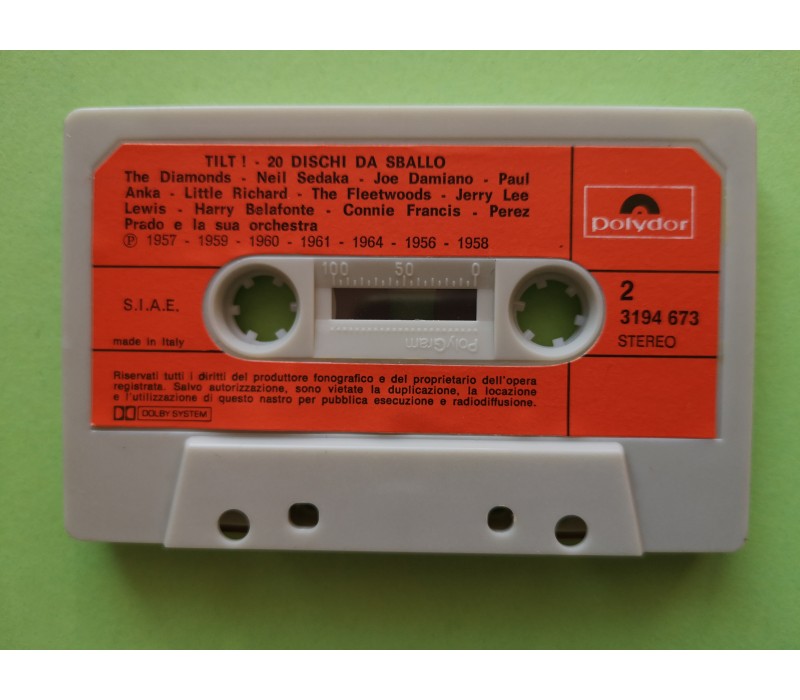 TILT ! - 20 DISCHI DA SBALLO
The Diamonds - Neil Sedaka - Joe Damiano - Paul
Anka - Little Richard - The Fleetwoods - Jerry Lee
Lewis - Harry Belafonte - Connie Francis - Perez
Prado e la sua orchestra
Ⓟ 1957 - 1959 - 1960 - 1961 - 1964 - 1956 - 1958
polydor
100 50 0
S.I.A.E.
2
3194 673
STEREO
made in Italy
PolyGram
Riservati tutti i diritti del produttore fonografico e del proprietario dell'opera
registrata. Salvo autorizzazione, sono vietate la duplicazione, la locazione
e l'utilizzazione di questo nastro per pubblica esecuzione e radiodiffusione.
DOLBY SYSTEM